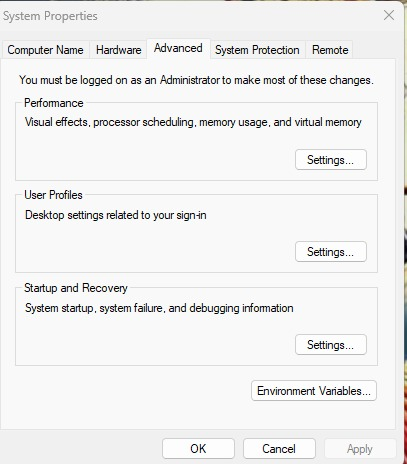 System Properties
Computer Name Hardware Advanced System Protection Remote
You must be logged on as an Administrator to make most of these changes.
Performance
Visual effects, processor scheduling, memory usage, and virtual memory
Settings...
User Profiles
Desktop settings related to your sign-in
Settings...
Startup and Recovery
System startup, system failure, and debugging information
Settings...
Environment Variables...
OK Cancel Apply